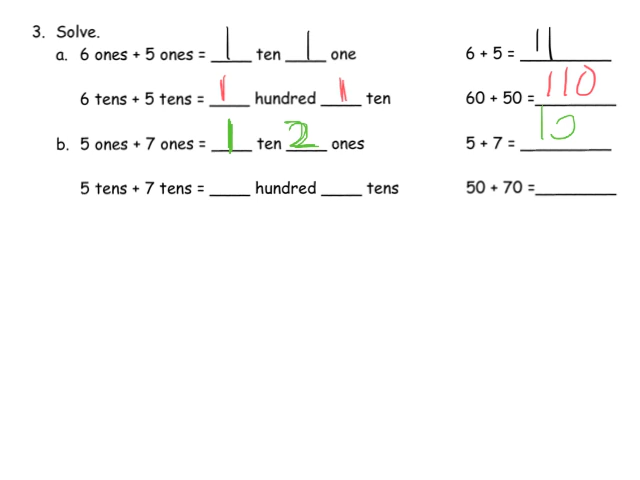 3. Solve.
a. 6 ones + 5 ones = 1 ten 1 one 6 + 5 = 11
6 tens + 5 tens = 1 hundred 1 ten 60 + 50 = 110
b. 5 ones + 7 ones = 1 ten 2 ones 5 + 7 = 1
5 tens + 7 tens = ____ hundred ____ tens 50 + 70 = ____